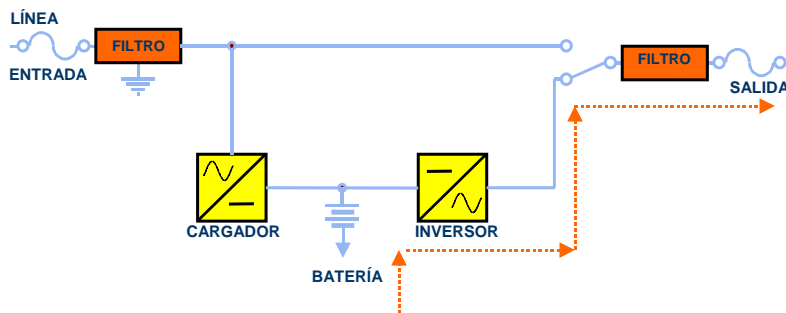 LÍNEA
FILTRO
ENTRADA
FILTRO
SALIDA
CARGADOR
INVERSOR
BATERÍA